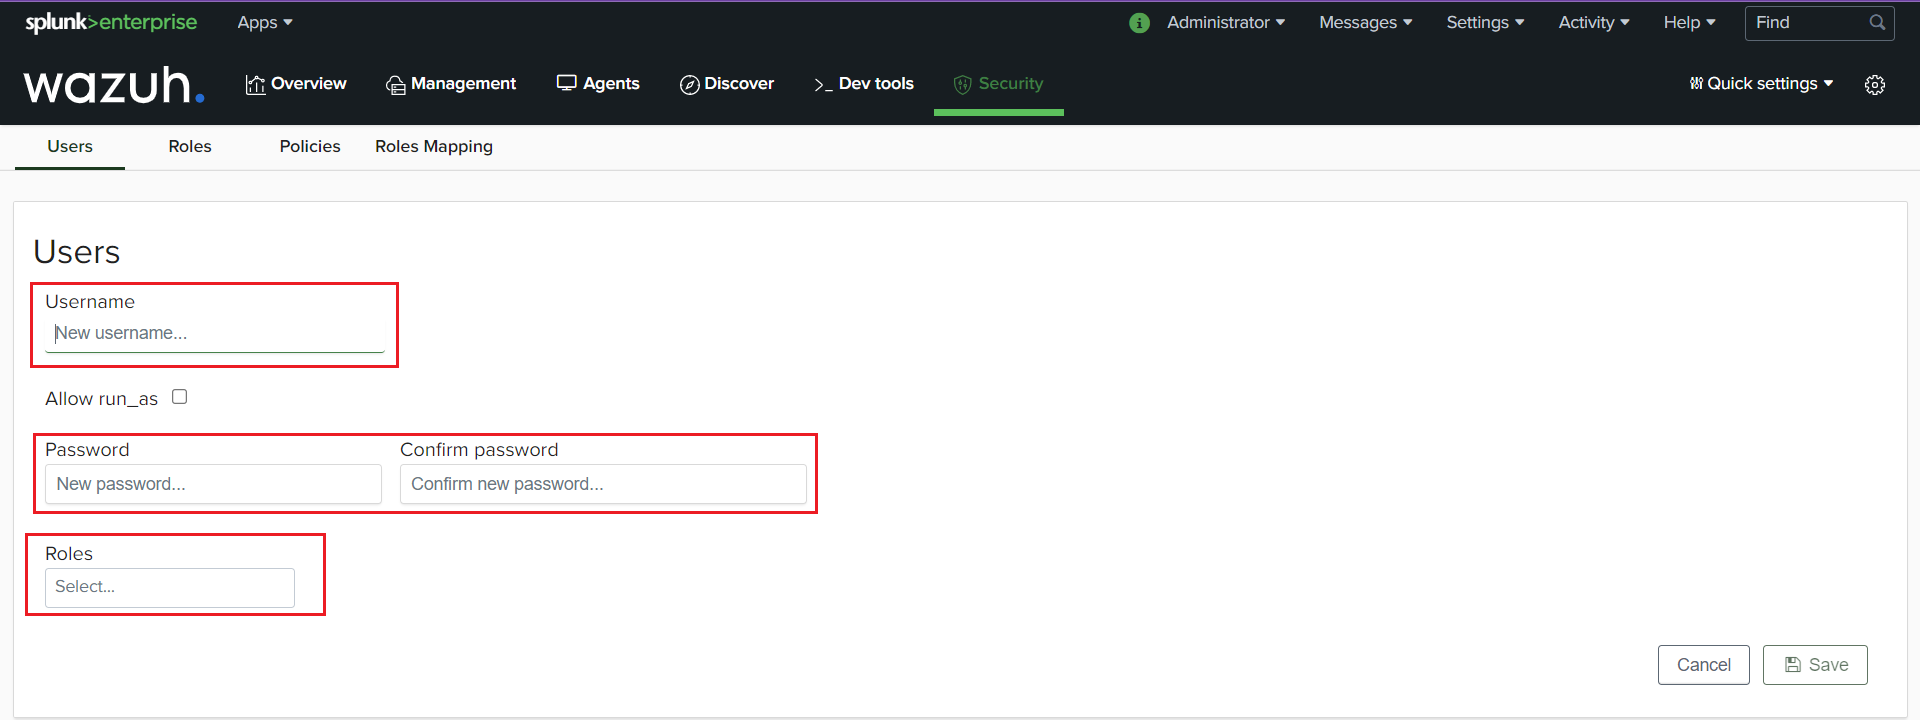 splunk>enterprise Apps Administrator Messages Settings Activity Help Find
wazuh. Overview Management Agents >_ Dev tools Discover Security Quick settings
Users Roles Policies Roles Mapping
Users
Username
New username...
Allow run_as
Password Confirm password
New password... Confirm new password...
Roles
Select...
Cancel Save